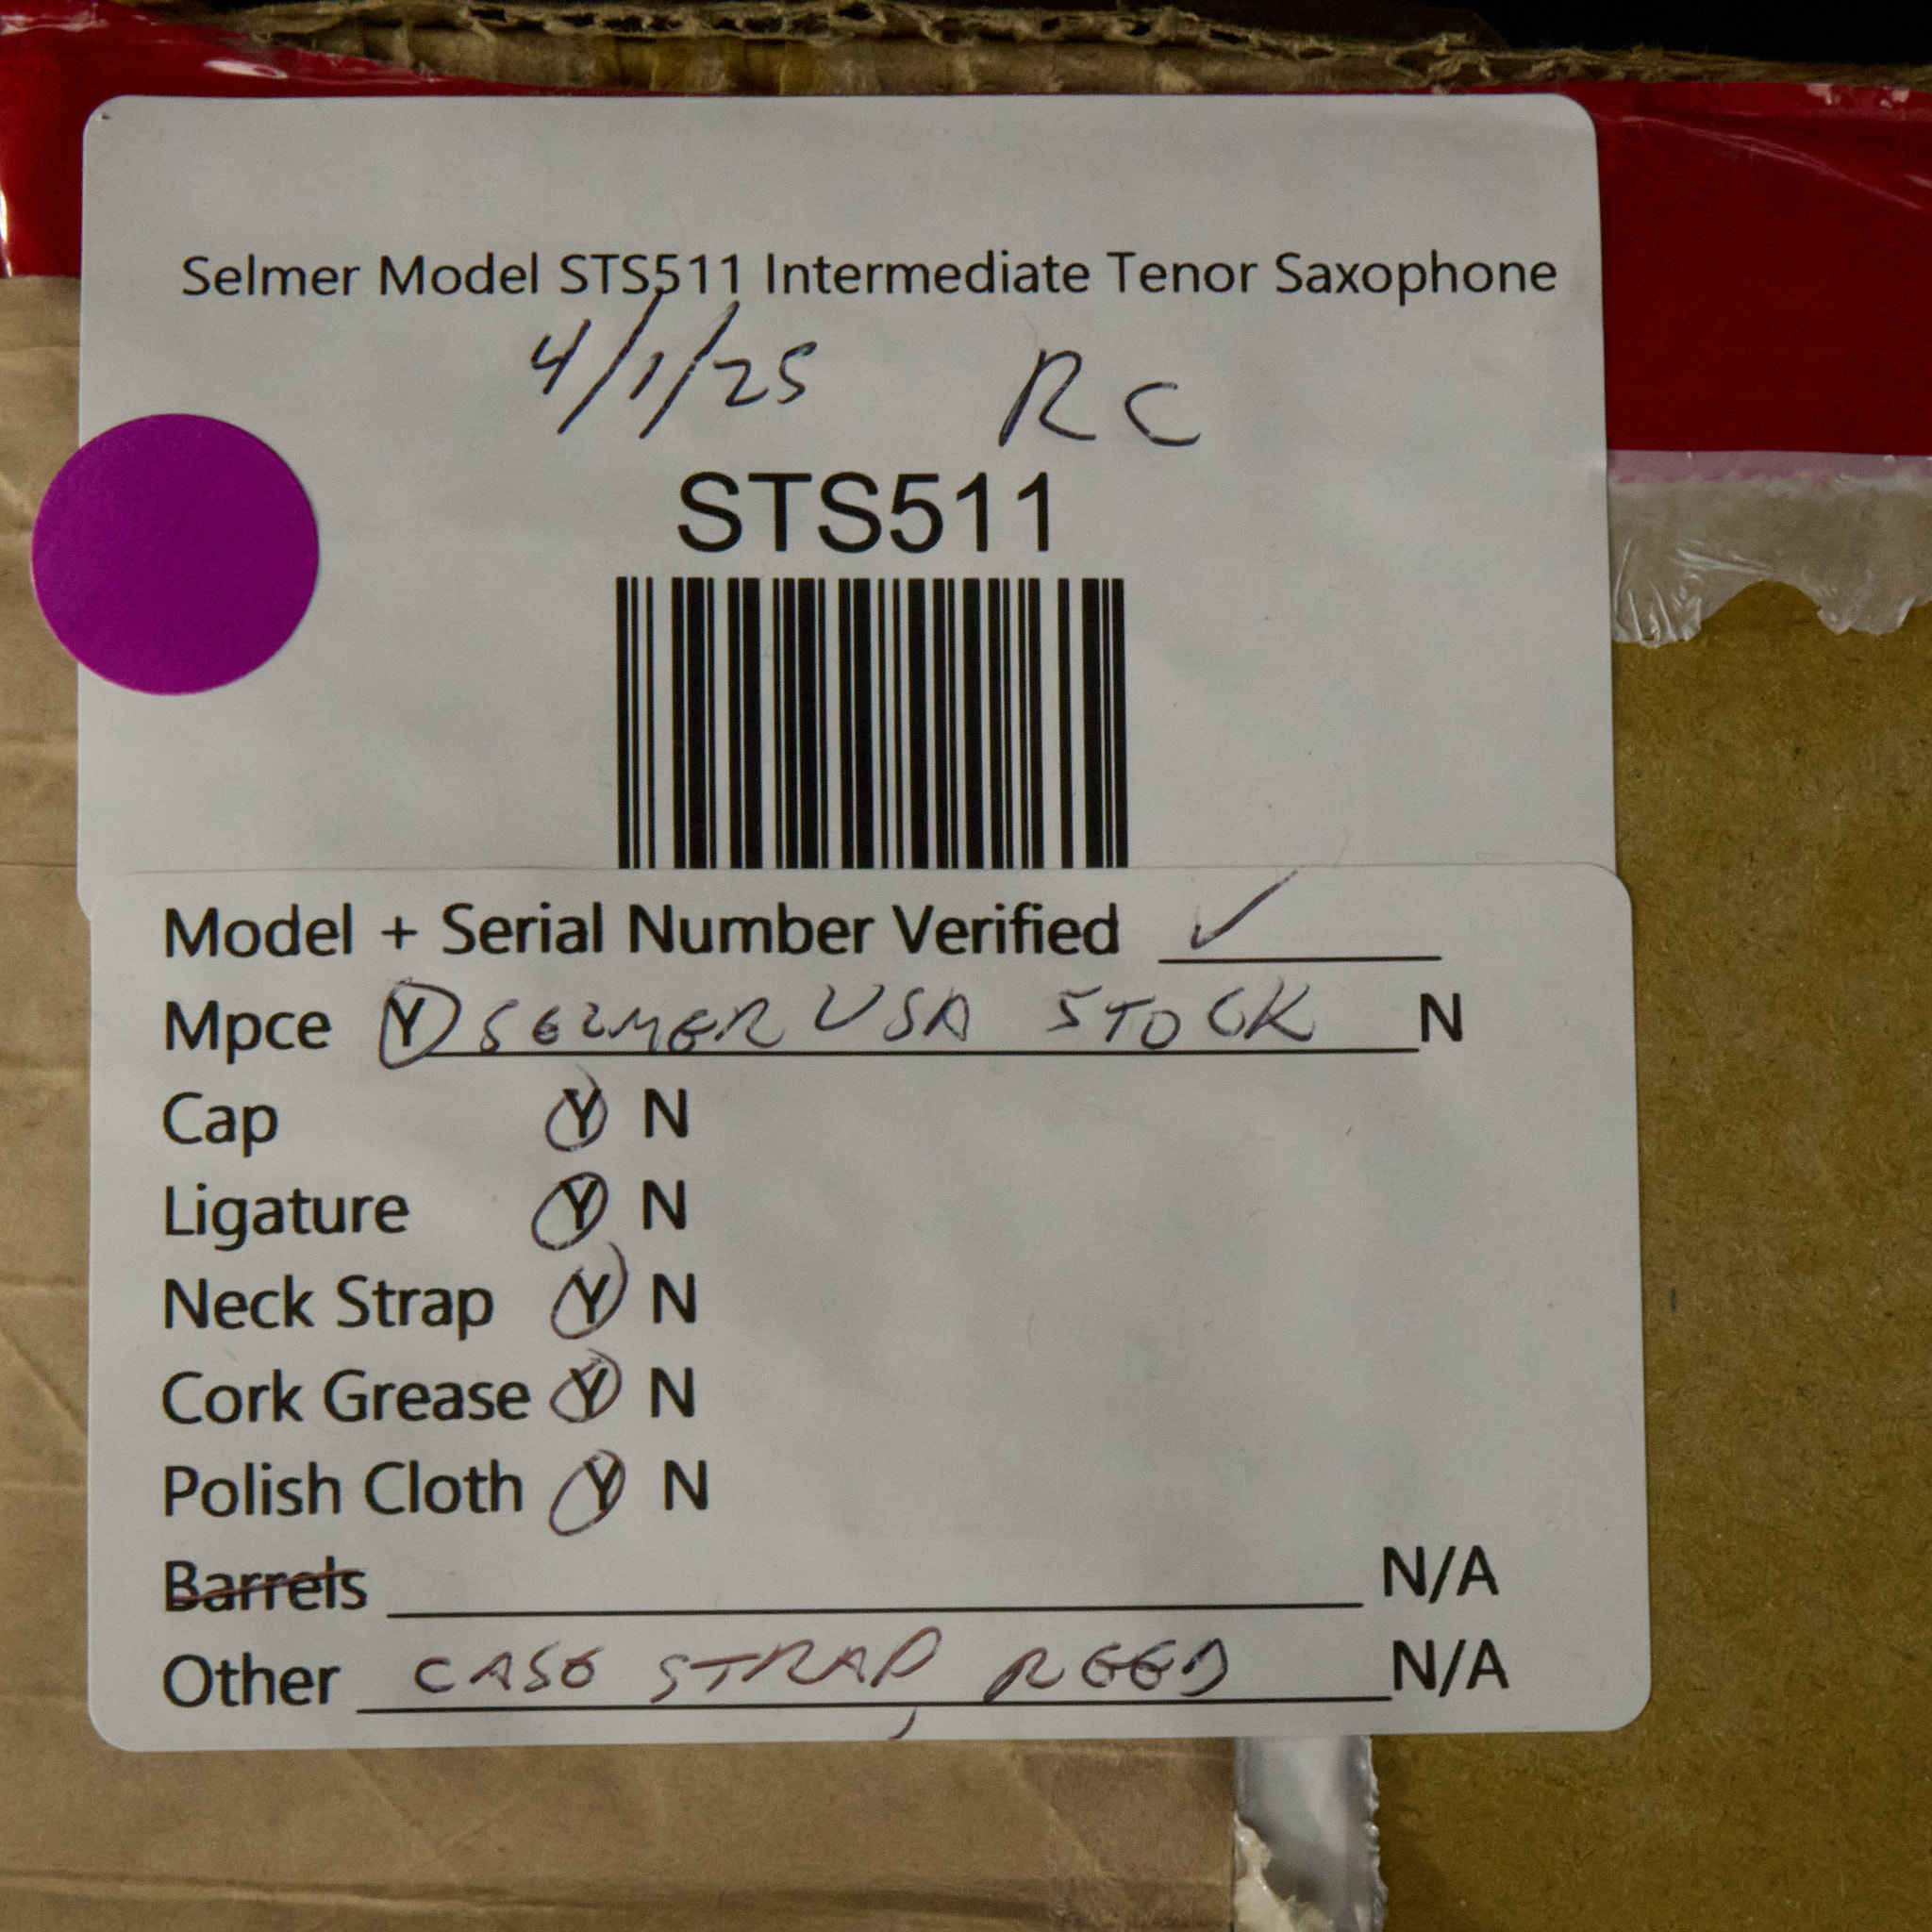 Selmer Model STS511 Intermediate Tenor Saxophone
4/1/25 RC
STS511
Model + Serial Number Verified ✓
Mpce Y SELMER USA STOCK N
Cap Y N
Ligature Y N
Neck Strap Y N
Cork Grease Y N
Polish Cloth Y N
Barrels N/A
Other CASE STRAP, REED N/A